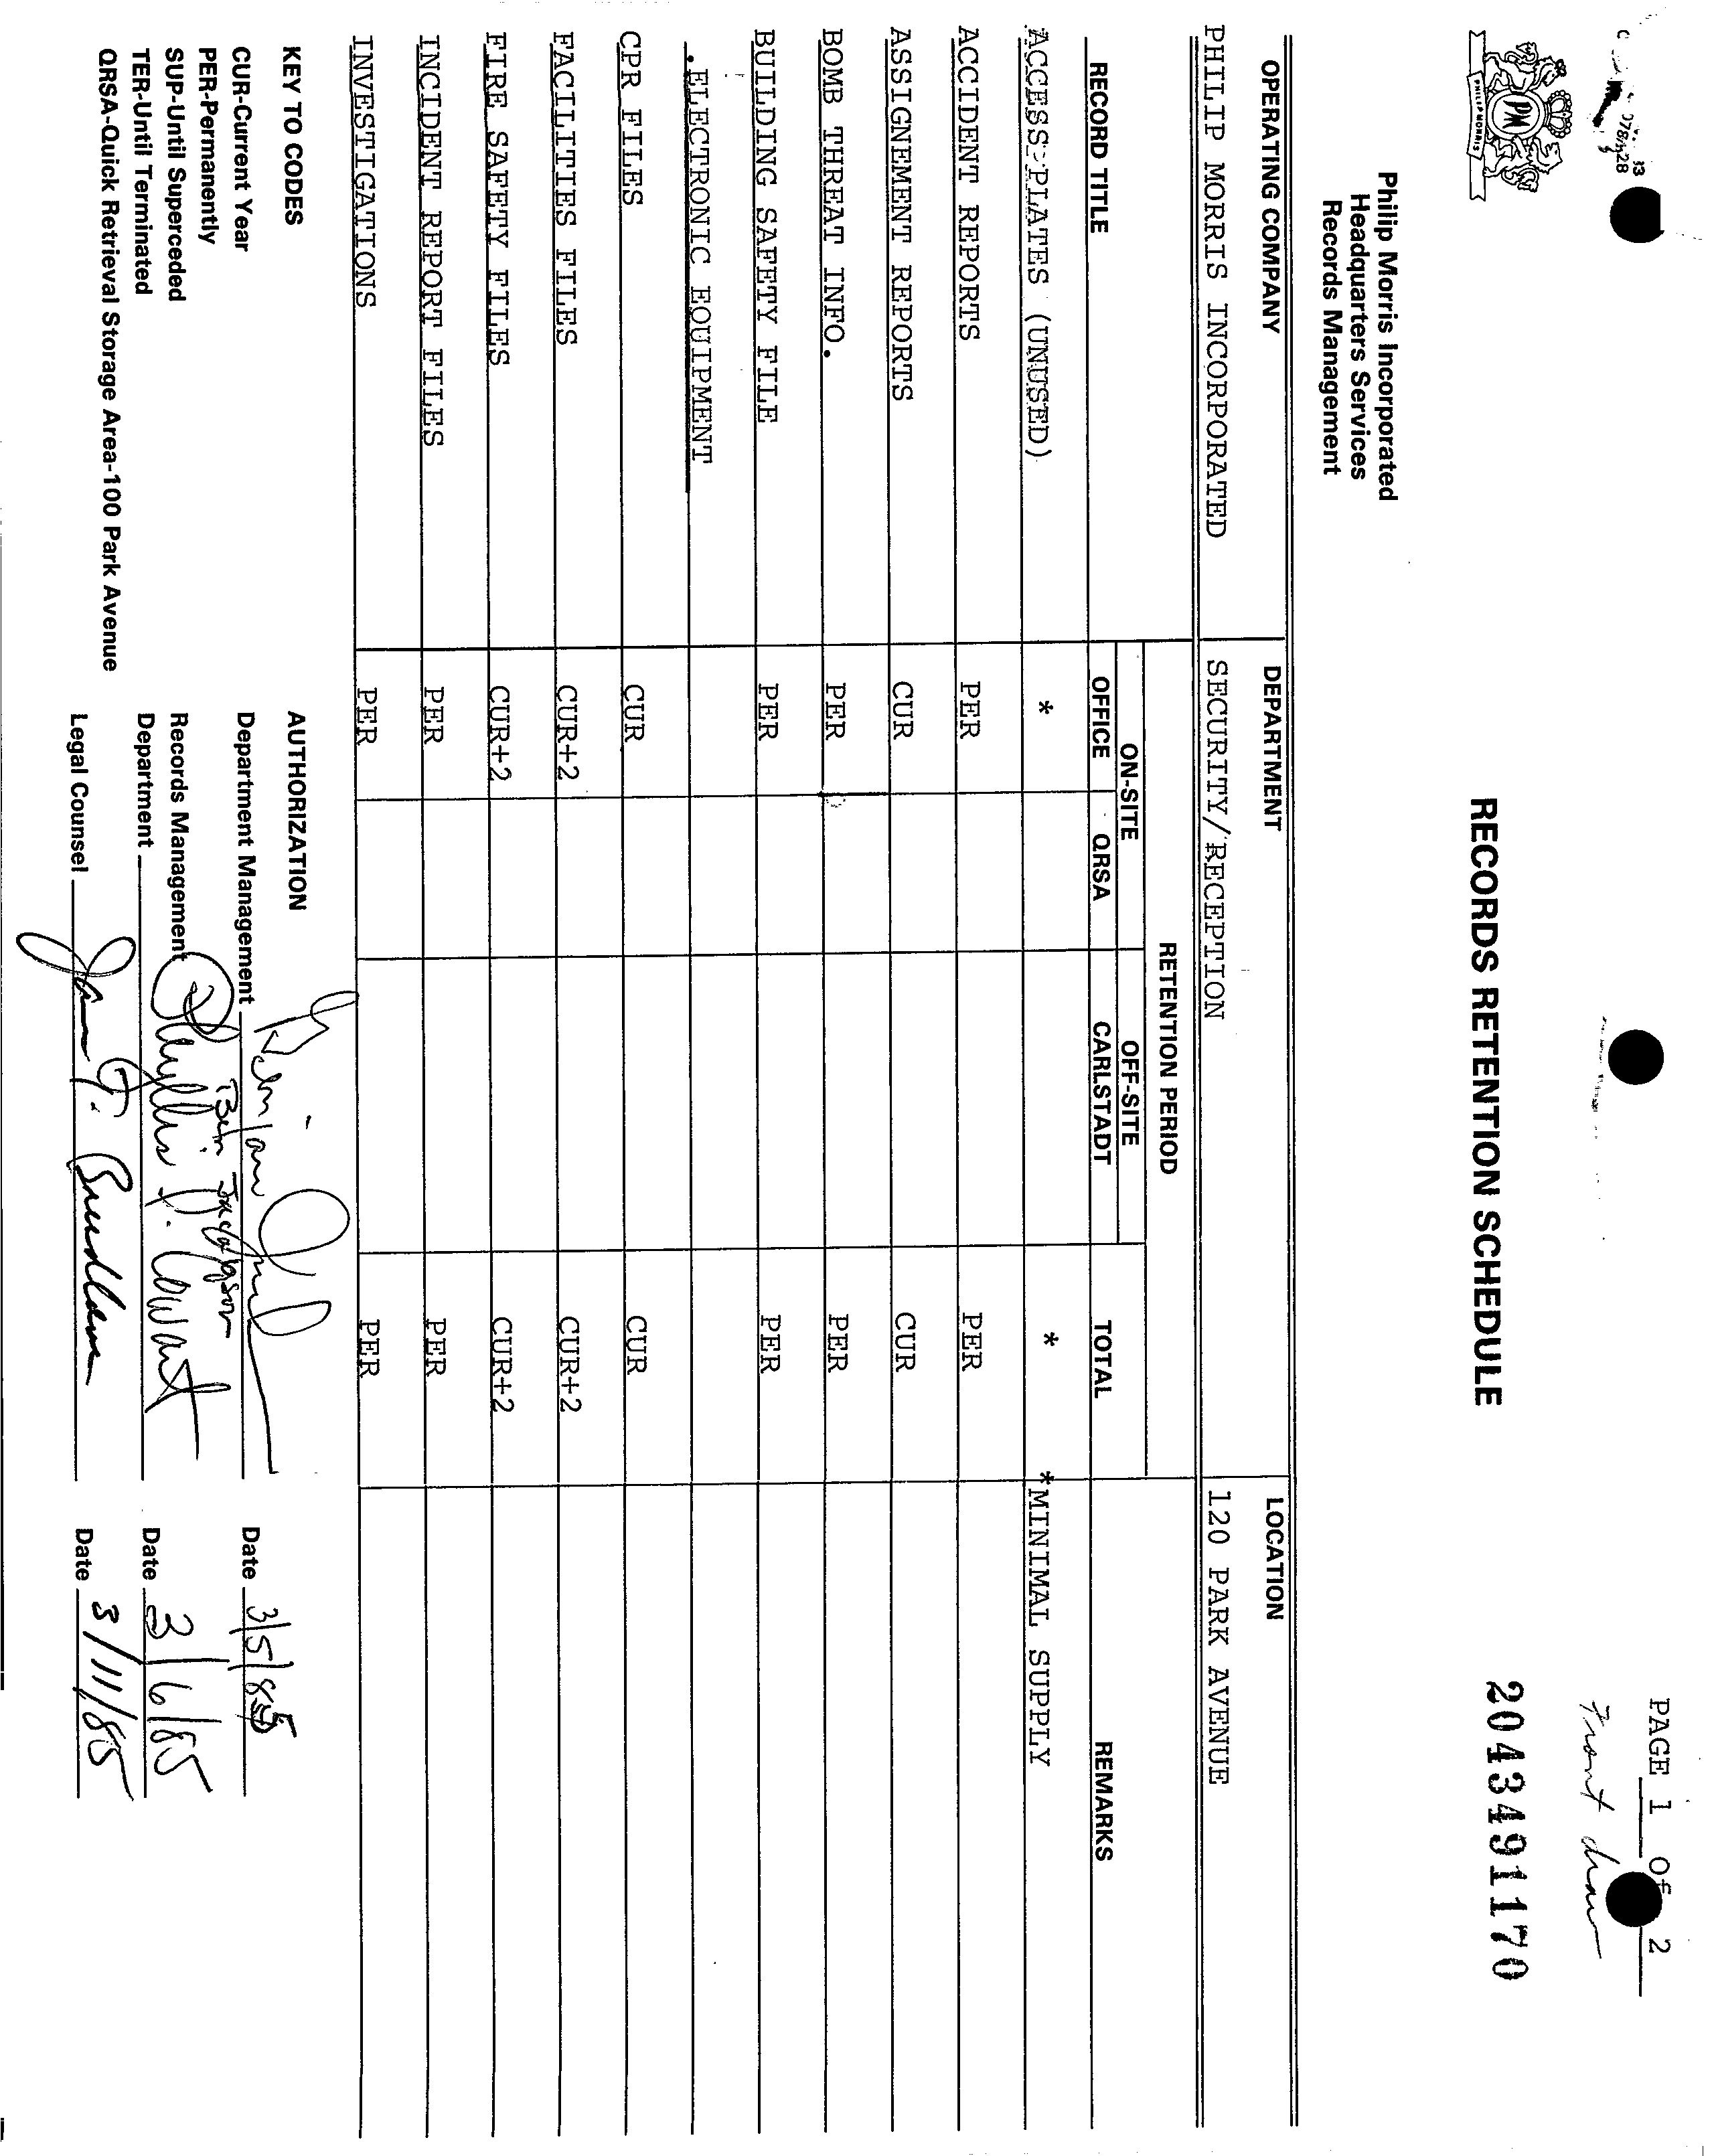 PAGE 1 Of 2
Front draw
2043491170
RECORDS RETENTION SCHEDULE
PHILIP MORRIS
Philip Morris Incorporated
Headquarters Services
Records Management
OPERATING COMPANY DEPARTMENT LOCATION
PHILIP MORRIS INCORPORATED SECURITY/RECEPTION 120 PARK AVENUE
RETENTION PERIOD
ON-SITE OFF-SITE
RECORD TITLE OFFICE QRSA CARLSTADT TOTAL REMARKS
ACCESS PLATES (UNUSED) * * *MINIMAL SUPPLY
ACCIDENT REPORTS PER PER
ASSIGNEMENT REPORTS CUR CUR
BOMB THREAT INFO. PER PER
BUILDING SAFETY FILE PER PER
.ELECTRONIC EQUIPMENT
CPR FILES CUR CUR
FACILITIES FILES CUR+2 CUR+2
FIRE SAFETY FILES CUR+2 CUR+2
INCIDENT REPORT FILES PER PER
INVESTIGATIONS PER PER
KEY TO CODES
CUR-Current Year
PER-Permanently
SUP-Until Superceded
TER-Until Terminated
QRSA-Quick Retrieval Storage Area-100 Park Avenue
AUTHORIZATION
Department Management Date 3/5/85
Records Management
Department Phyllis J. Cowart Date 3/6/85
Legal Counsel Date 3/11/85